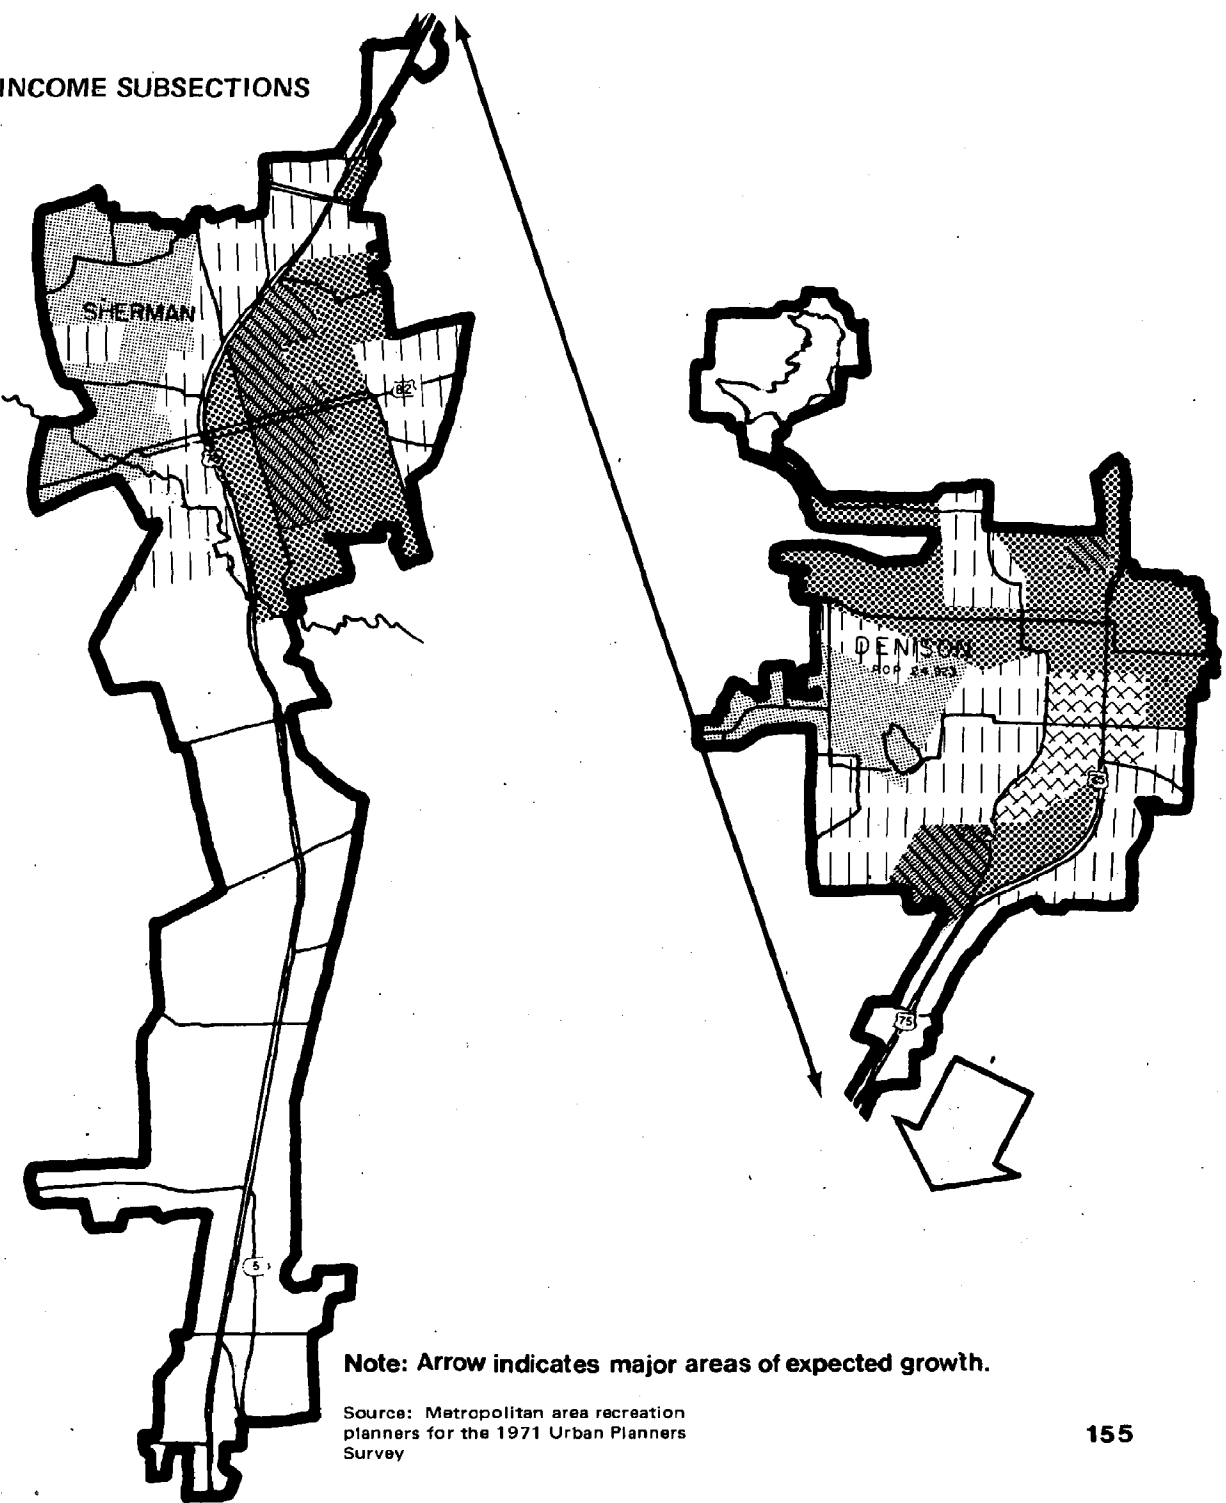 INCOME SUBSECTIONS
SHERMAN
82
75
DENISON
75
5
Note: Arrow indicates major areas of expected growth.
Source: Metropolitan area recreation
planners for the 1971 Urban Planners
Survey
155